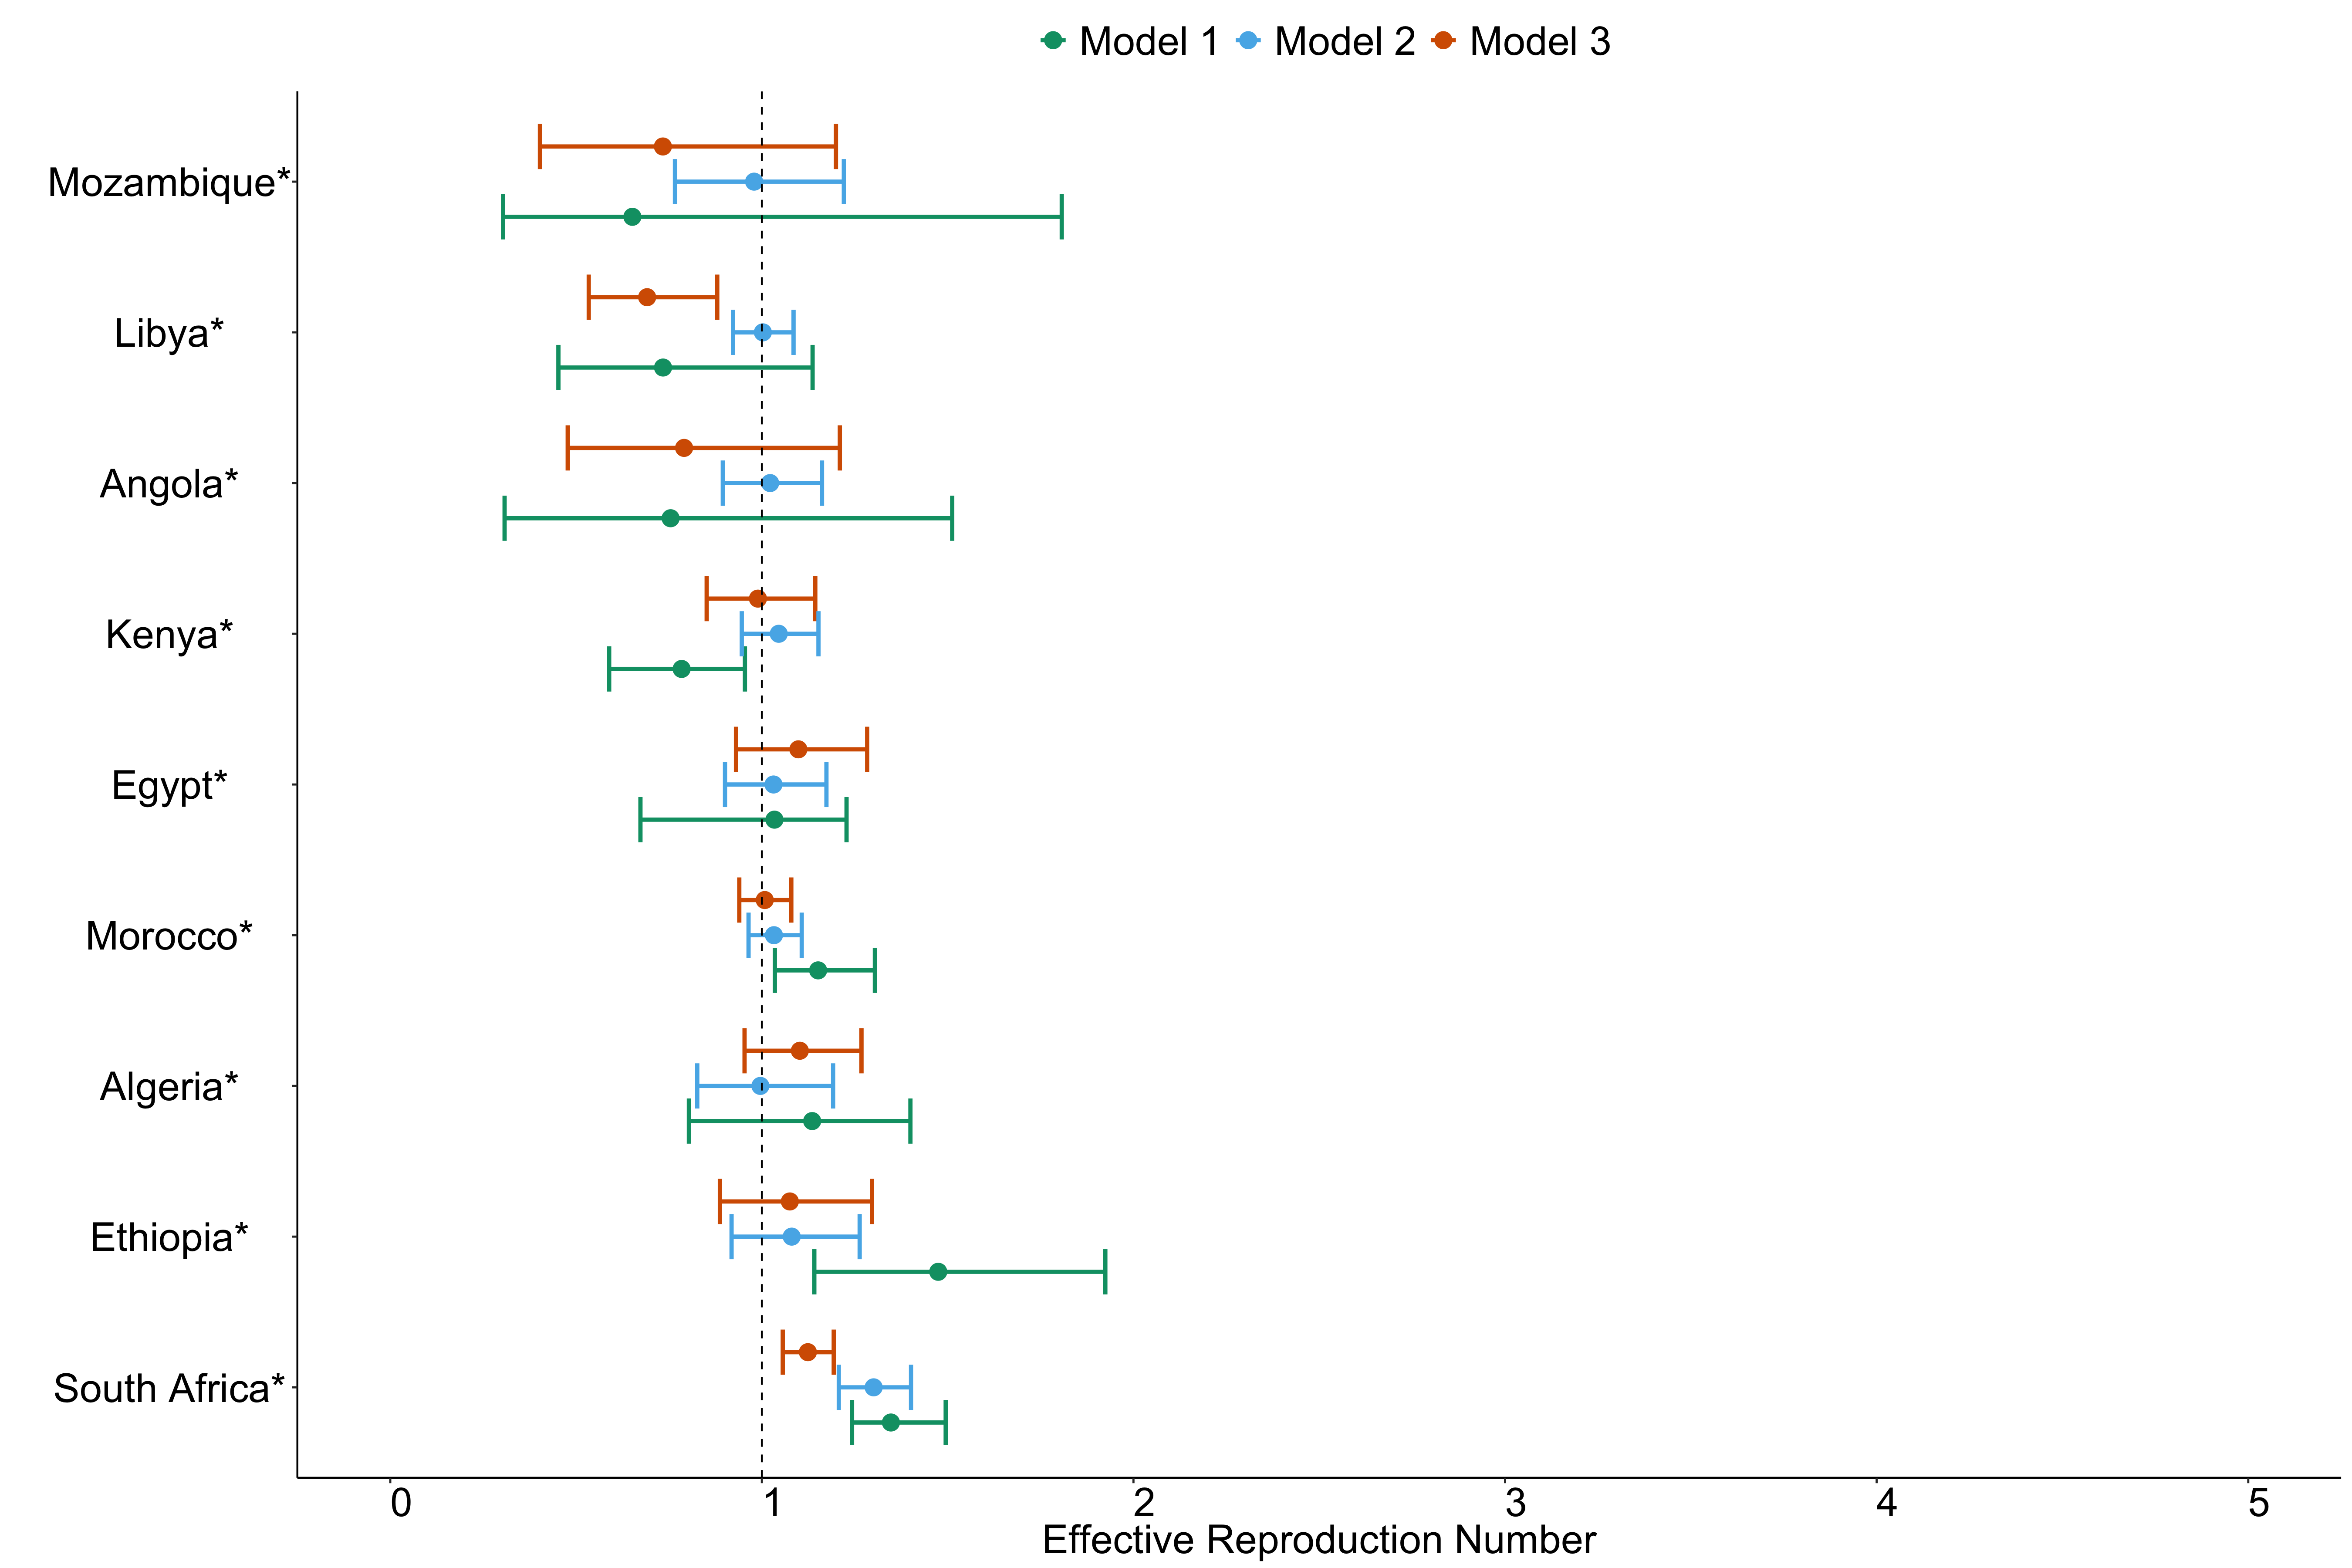 Model 1 Model 2 Model 3
Mozambique*
Libya*
Angola*
Kenya*
Egypt*
Morocco*
Algeria*
Ethiopia*
South Africa*
0 1 2 3 4 5
Effective Reproduction Number